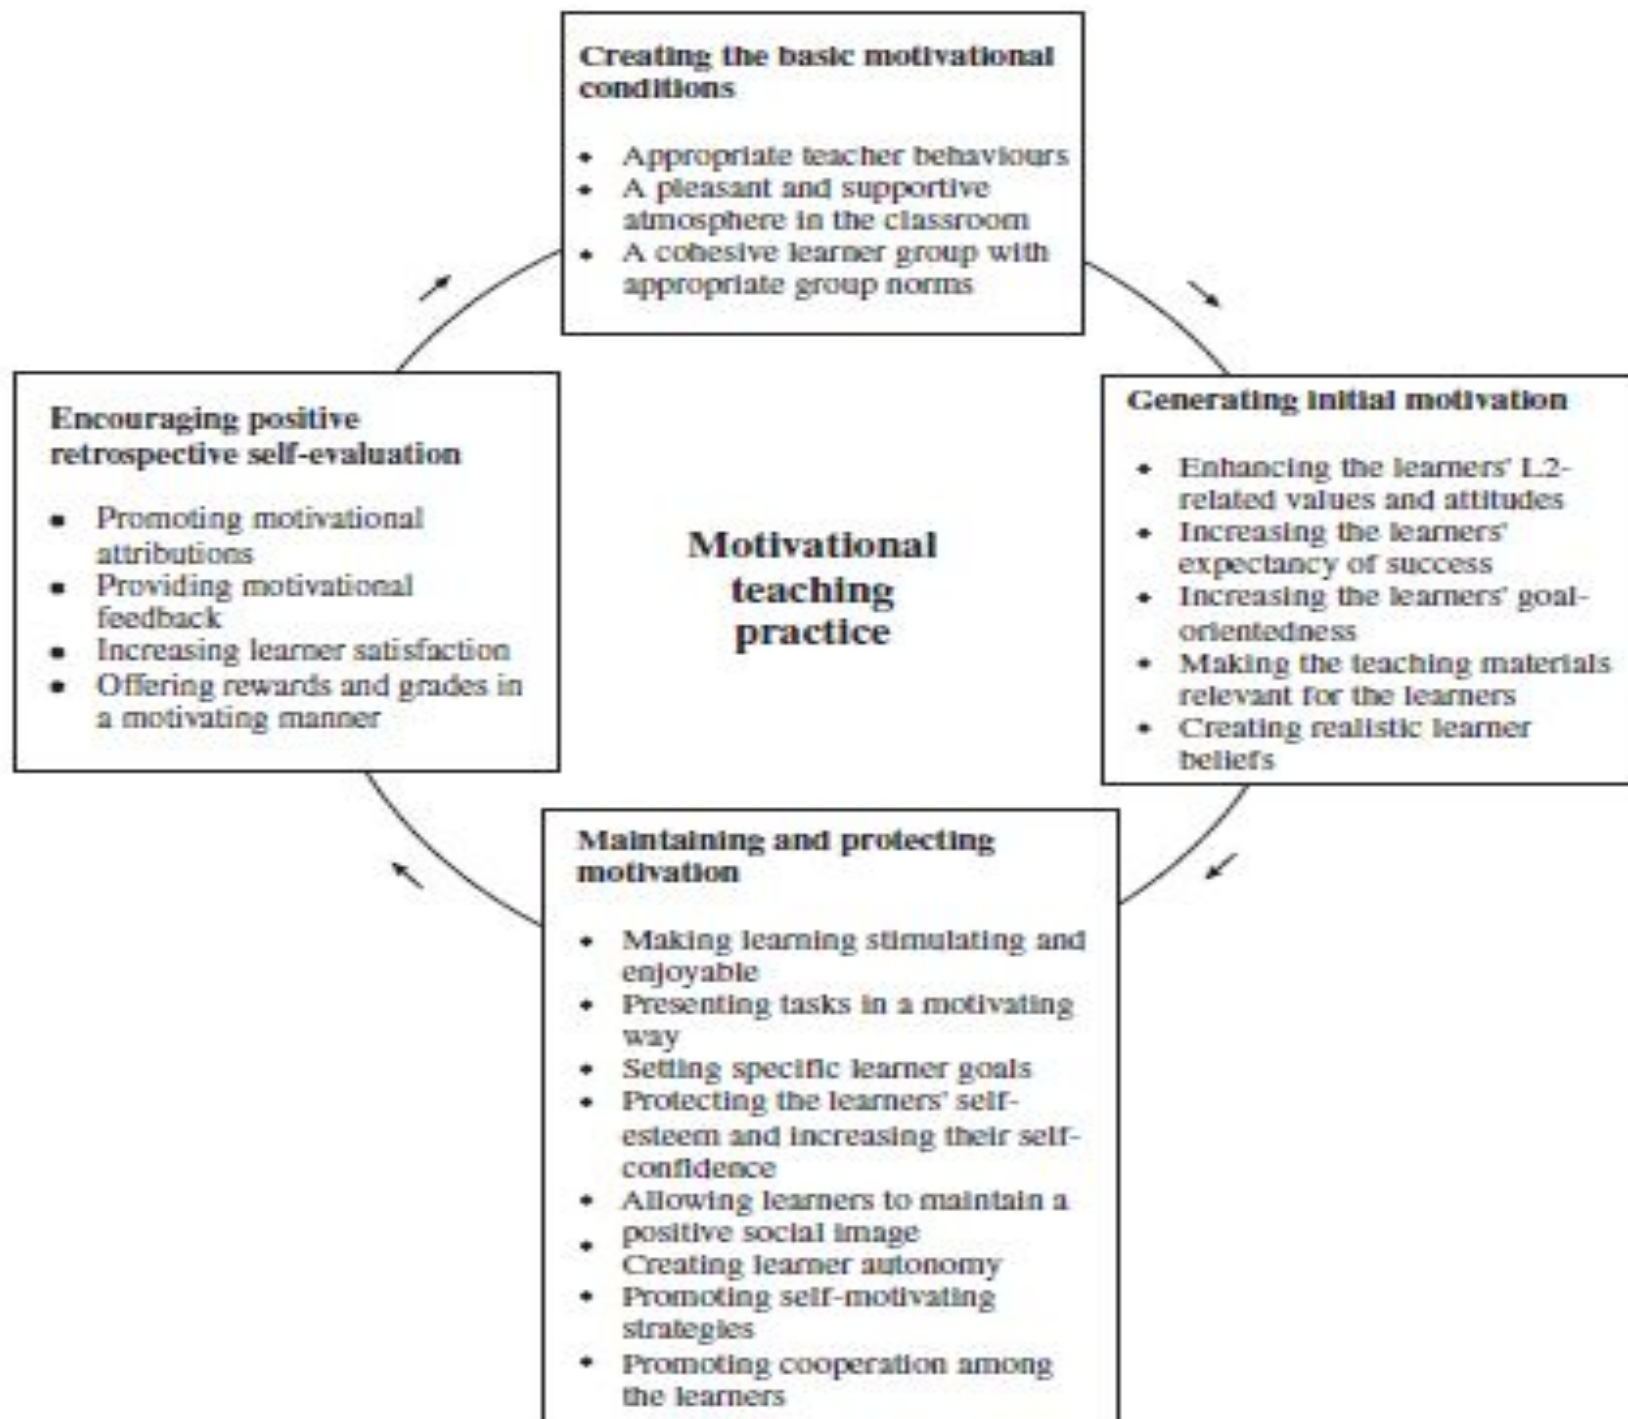 Creating the basic motivational
conditions
• Appropriate teacher behaviours
• A pleasant and supportive
atmosphere in the classroom
• A cohesive learner group with
appropriate group norms
Generating initial motivation
• Enhancing the learners' L2-
related values and attitudes
• Increasing the learners'
expectancy of success
• Increasing the learners' goal-
orientedness
• Making the teaching materials
relevant for the learners
• Creating realistic learner
beliefs
Maintaining and protecting
motivation
• Making learning stimulating and
enjoyable
• Presenting tasks in a motivating
way
• Setting specific learner goals
• Protecting the learners' self-
esteem and increasing their self-
confidence
• Allowing learners to maintain a
positive social image
• Creating learner autonomy
• Promoting self-motivating
strategies
• Promoting cooperation among
the learners
Encouraging positive
retrospective self-evaluation
• Promoting motivational
attributions
• Providing motivational
feedback
• Increasing learner satisfaction
• Offering rewards and grades in
a motivating manner
Motivational
teaching
practice